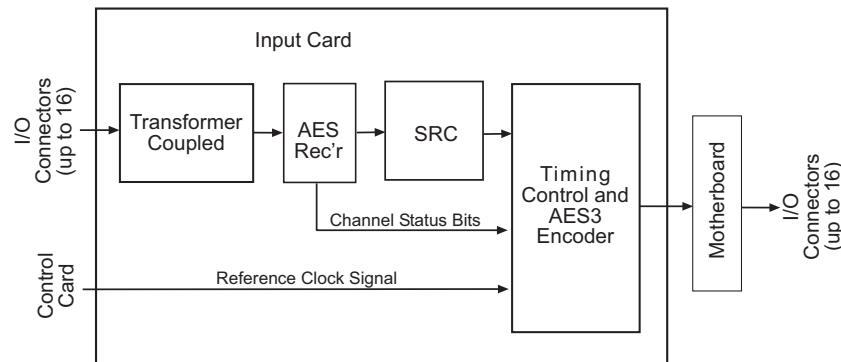 Input Card
I/O
Connectors
(up to 16)
Transformer
Coupled
AES
Rec'r
SRC
Timing
Control and
AES3
Encoder
Motherboard
I/O
Connectors
(up to 16)
Channel Status Bits
Control
Card
Reference Clock Signal